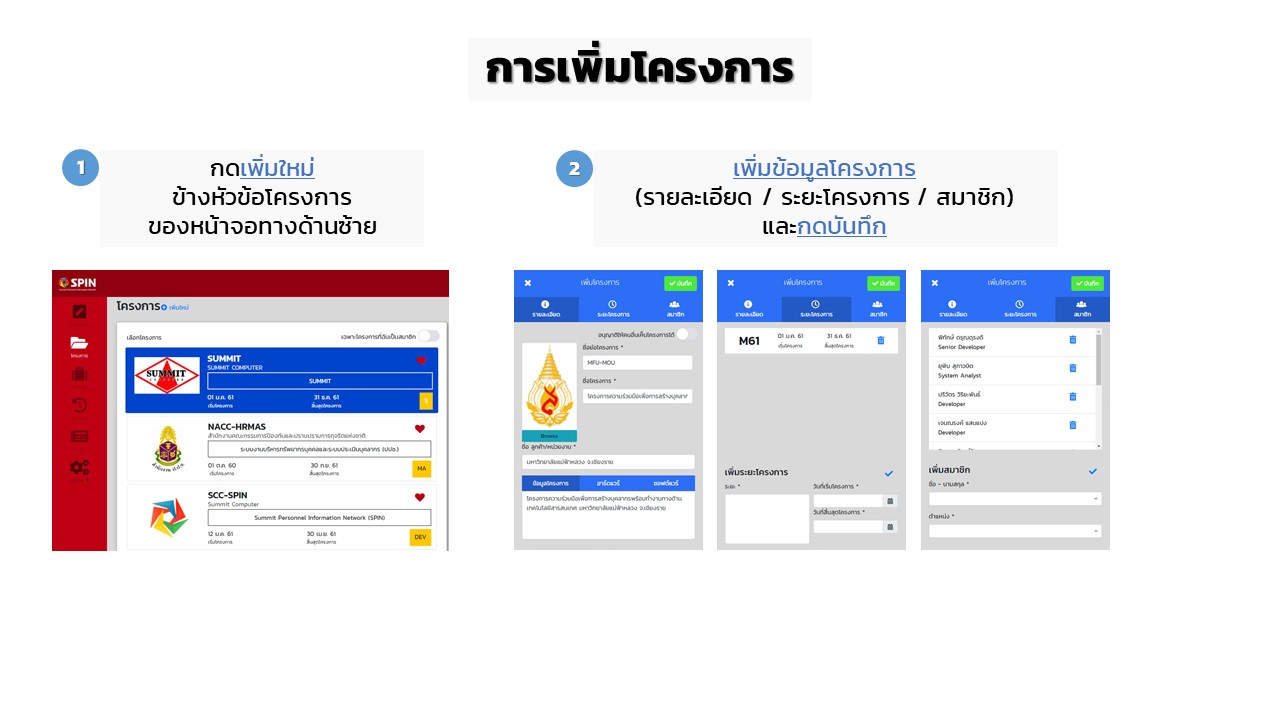 การเพิ่มโครงการ
1
กดเพิ่มใหม่
ข้างหัวข้อโครงการ
ของหน้าจอทางด้านซ้าย
2
เพิ่มข้อมูลโครงการ
(รายละเอียด / ระยะโครงการ / สมาชิก)
และกดบันทึก
SPIN
โครงการ เพิ่มใหม่
โครงการ
เลือกโครงการ
เฉพาะโครงการที่ฉันเป็นสมาชิก
SUMMIT
SUMMIT
SUMMIT COMPUTER
SUMMIT
01 ม.ค. 61
เริ่มโครงการ
31 ธ.ค. 61
สิ้นสุดโครงการ
S
NACC-HRMAS
สำนักงานคณะกรรมการป้องกันและปราบปรามการทุจริตแห่งชาติ
ระบบงานบริหารทรัพยากรบุคคลและระบบประเมินบุคลากร (ปปช.)
01 ต.ค. 60
เริ่มโครงการ
30 ก.ย. 61
สิ้นสุดโครงการ
MA
SCC-SPIN
Summit Computer
Summit Personnel Information Network (SPIN)
12 ม.ค. 61
เริ่มโครงการ
30 เม.ย. 61
สิ้นสุดโครงการ
DEV
เพิ่มโครงการ
บันทึก
รายละเอียด
ระยะโครงการ
สมาชิก
อนุญาติให้คนอื่นเห็นโครงการได้
ชื่อย่อโครงการ *
MFU-MOU
ชื่อโครงการ *
โครงการความร่วมมือเพื่อการสร้างบุคลา
Browse
ชื่อ ลูกค้า/หน่วยงาน *
มหาวิทยาลัยแม่ฟ้าหลวง จ.เชียงราย
ข้อมูลโครงการ
ฮาร์ดแวร์
ซอฟต์แวร์
โครงการความร่วมมือเพื่อการสร้างบุคลากรพร้อมทำงานทางด้าน
เทคโนโลยีสารสนเทศ มหาวิทยาลัยแม่ฟ้าหลวง จ.เชียงราย
เพิ่มโครงการ
บันทึก
รายละเอียด
ระยะโครงการ
สมาชิก
M61
01 ม.ค. 61
เริ่มโครงการ
31 ธ.ค. 61
สิ้นสุดโครงการ
เพิ่มระยะโครงการ
ระยะ *
วันที่เริ่มโครงการ *
วันที่สิ้นสุดโครงการ *
เพิ่มโครงการ
บันทึก
รายละเอียด
ระยะโครงการ
สมาชิก
พิทักษ์ ดรุณดุรงดี
Senior Developer
ยุพิน สุภาวชิต
System Analyst
ปริวัตร วิริยะพันธ์
Developer
เจนณรงค์ แสนแปง
Developer
เพิ่มสมาชิก
ชื่อ - นามสกุล *
ตำแหน่ง *